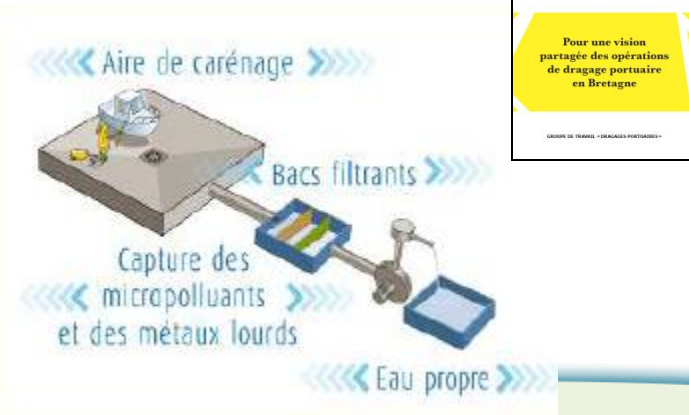 Aire de carénage
Bacs filtrants
Capture des
micropolluants
et des métaux lourds
Eau propre
Pour une vision
partagée des opérations
de dragage portuaire
en Bretagne
GROUPE DE TRAVAIL « DRAGAGES PORTUAIRES »